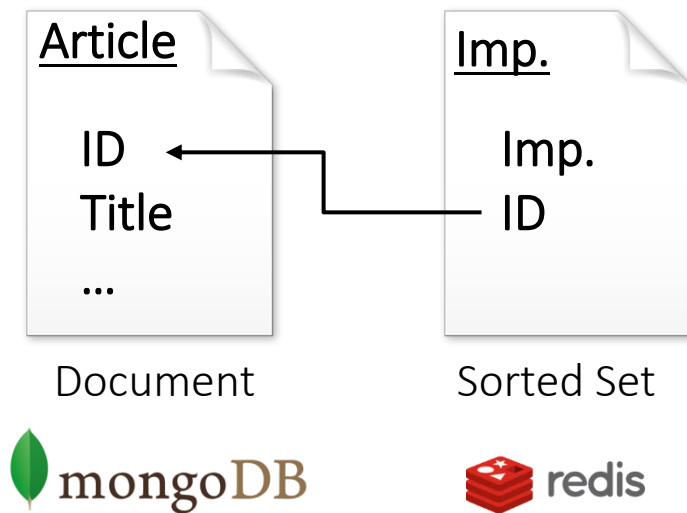 Article
ID
Title
...
Document
mongoDB
Imp.
Imp.
ID
Sorted Set
redis